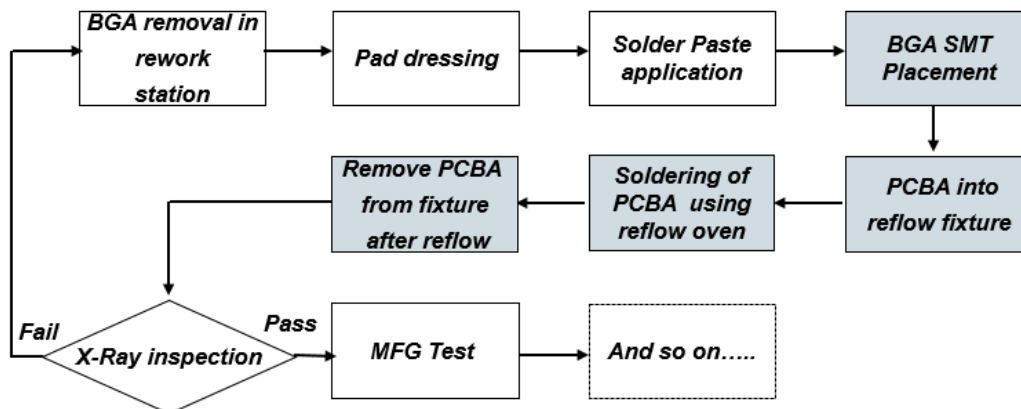 BGA removal in
rework
station
Pad dressing
Solder Paste
application
BGA SMT
Placement
Remove PCBA
from fixture
after reflow
Soldering of
PCBA using
reflow oven
PCBA into
reflow fixture
Fail
X-Ray inspection
Pass
MFG Test
And so on.....